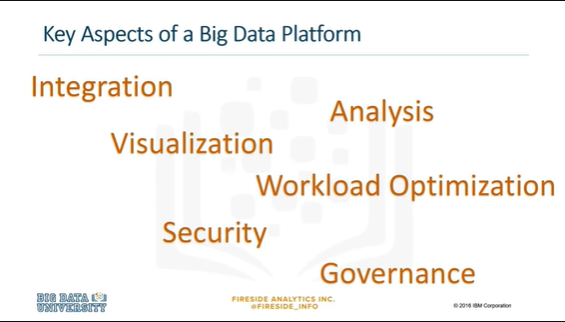 Key Aspects of a Big Data Platform
Integration
Analysis
Visualization
Workload Optimization
Security
Governance
BIG DATA
UNIVERSITY
FIRESIDE ANALYTICS INC.
@FIRESIDE_INFO
© 2016 IBM Corporation